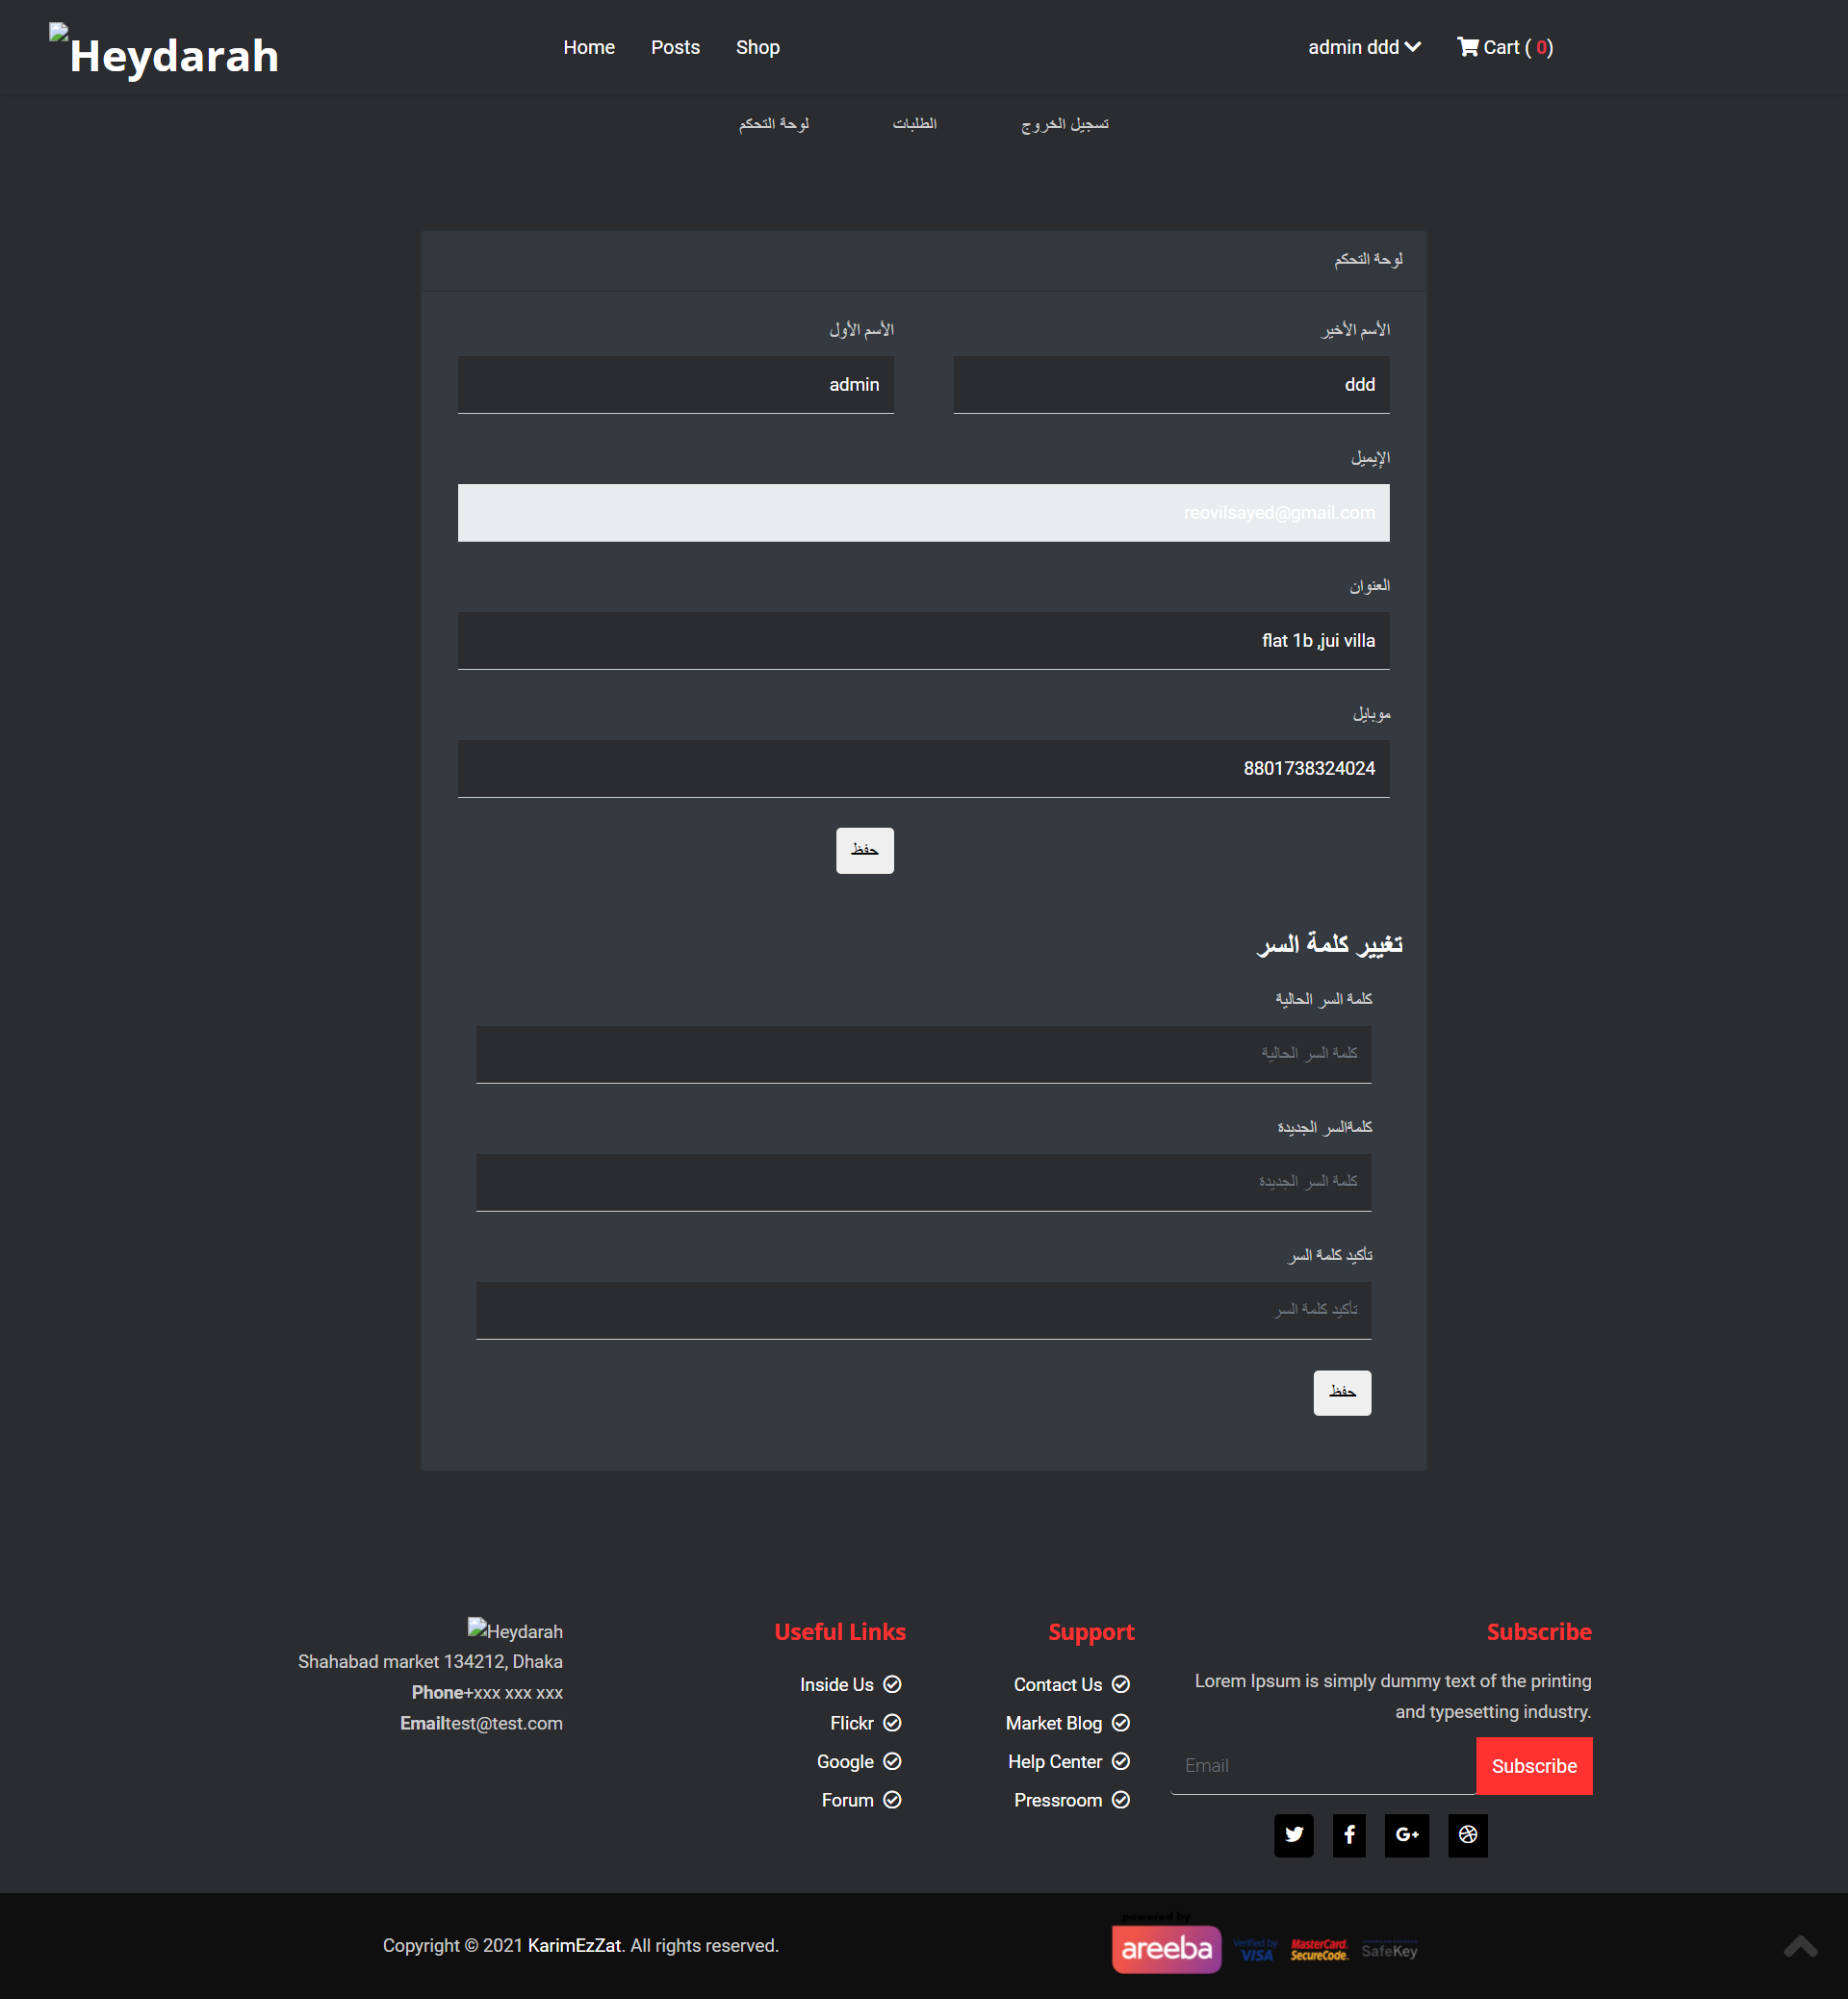 Heydarah
Home Posts Shop
admin ddd
Cart ( 0)
لوحة التحكم الطلبات تسجيل الخروج
لوحة التحكم
الأسم الأخير
ddd
الأسم الأول
admin
الإيميل
reovilsayed@gmail.com
العنوان
flat 1b ,jui villa
موبايل
8801738324024
حفظ
تغيير كلمة السر
كلمة السر الحالية
كلمة السر الحالية
كلمةالسر الجديدة
كلمة السر الجديدة
تأكيد كلمة السر
تأكيد كلمة السر
حفظ
Heydarah
Shahabad market 134212, Dhaka
Phone+xxx xxx xxx
Emailtest@test.com
Useful Links
Inside Us
Flickr
Google
Forum
Support
Contact Us
Market Blog
Help Center
Pressroom
Subscribe
Lorem Ipsum is simply dummy text of the printing
and typesetting industry.
Email
Subscribe
Copyright © 2021 KarimEzZat. All rights reserved.
powered by
areeba
Verified by
VISA
MasterCard.
SecureCode.
SafeKey